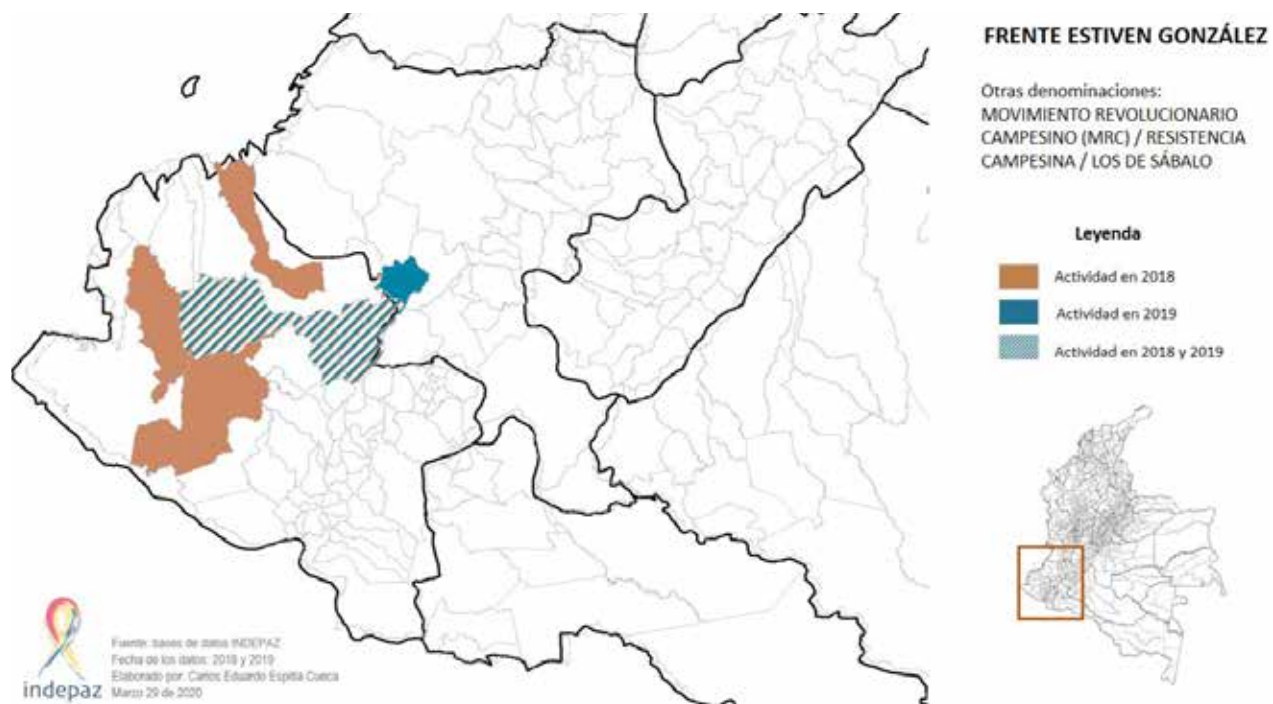 FRENTE ESTIVEN GONZÁLEZ
Otras denominaciones:
MOVIMIENTO REVOLUCIONARIO
CAMPESINO (MRC) / RESISTENCIA
CAMPESINA / LOS DE SÁBALO
Leyenda
Actividad en 2018
Actividad en 2019
Actividad en 2018 y 2019
indepaz
Fuente: bases de datos INDEPAZ
Fecha de los datos: 2018 y 2019
Elaborado por: Carlos Eduardo Espitia Cueca
Marzo 29 de 2020